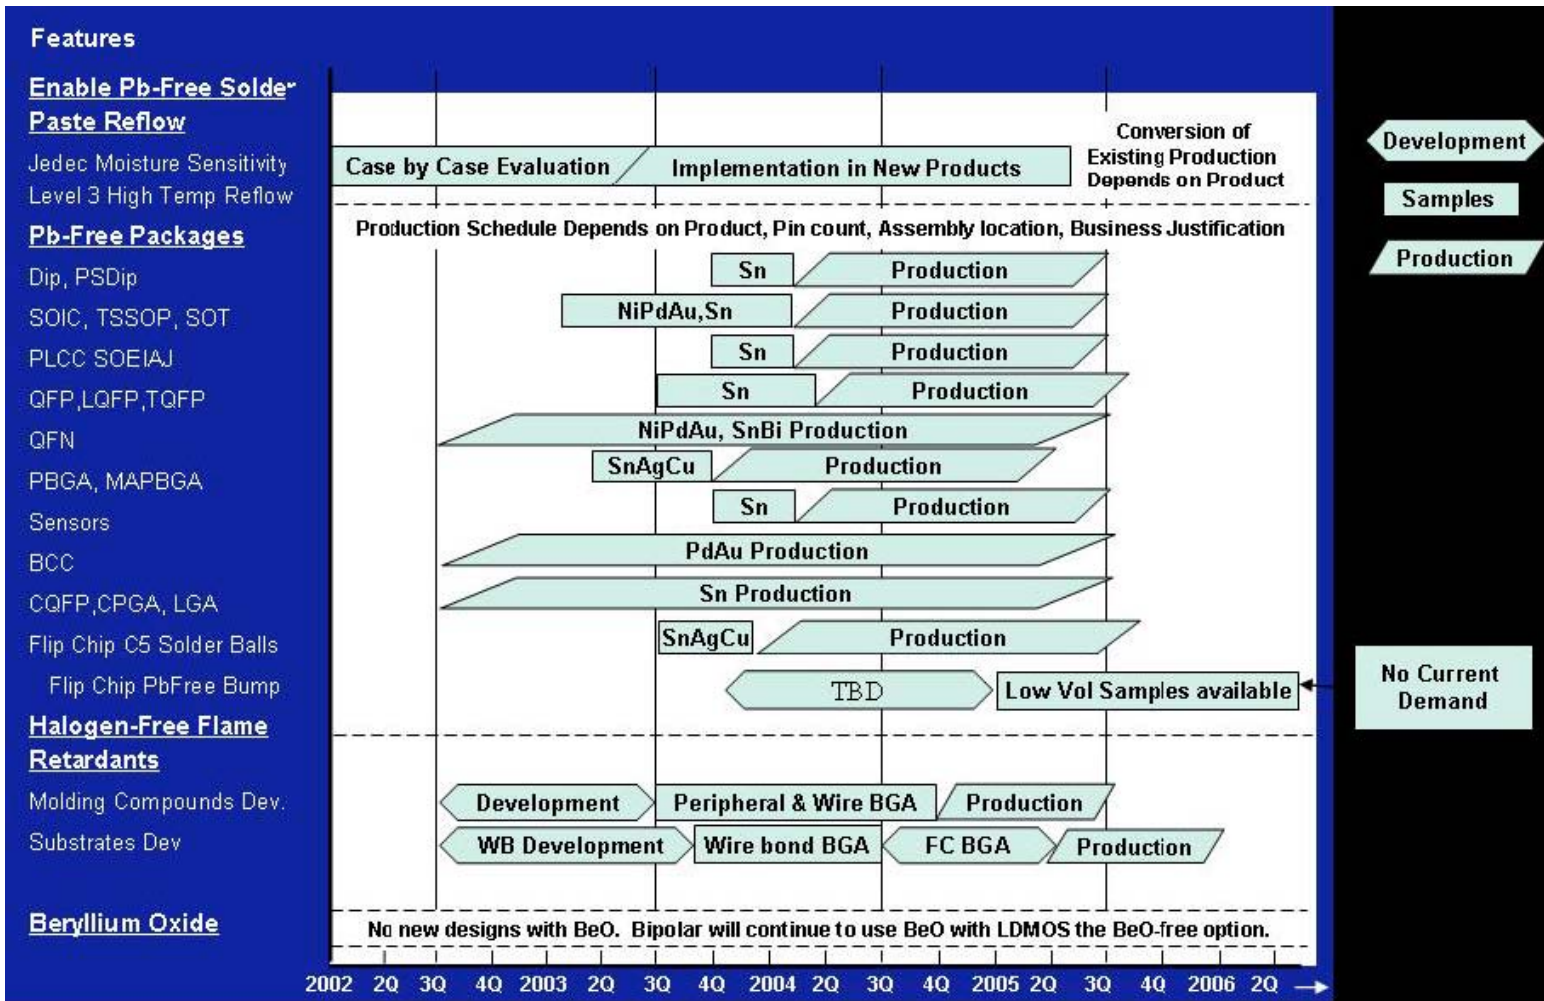 Features
Enable Pb-Free Solder
Paste Reflow
Jedec Moisture Sensitivity
Level 3 High Temp Reflow
Case by Case Evaluation
Implementation in New Products
Conversion of
Existing Production
Depends on Product
Pb-Free Packages
Production Schedule Depends on Product, Pin count, Assembly location, Business Justification
Dip, PSDip
Sn
Production
SOIC, TSSOP, SOT
NiPdAu,Sn
Production
PLCC SOEIAJ
Sn
Production
QFP,LQFP,TQFP
Sn
Production
QFN
NiPdAu, SnBi Production
PBGA, MAPBGA
SnAgCu
Production
Sensors
Sn
Production
BCC
PdAu Production
CQFP,CPGA, LGA
Sn Production
Flip Chip C5 Solder Balls
SnAgCu
Production
Flip Chip PbFree Bump
TBD
Low Vol Samples available
Halogen-Free Flame
Retardants
Molding Compounds Dev.
Development
Peripheral & Wire BGA
Production
Substrates Dev
WB Development
Wire bond BGA
FC BGA
Production
Beryllium Oxide
No new designs with BeO. Bipolar will continue to use BeO with LDMOS the BeO-free option.
2002 2Q 3Q 4Q 2003 2Q 3Q 4Q 2004 2Q 3Q 4Q 2005 2Q 3Q 4Q 2006 2Q
Development
Samples
Production
No Current
Demand